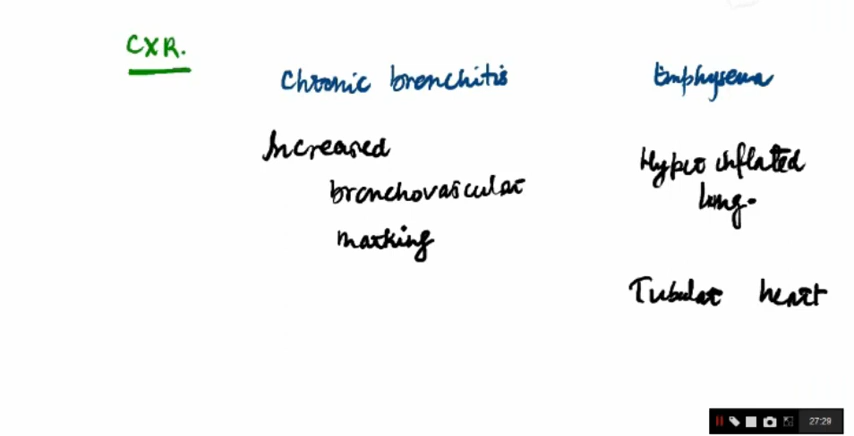 CXR.
Chronic bronchitis
Emphysema
Increased
bronchovascular
marking
Hyper inflated
lung.
Tubular heart
27:29